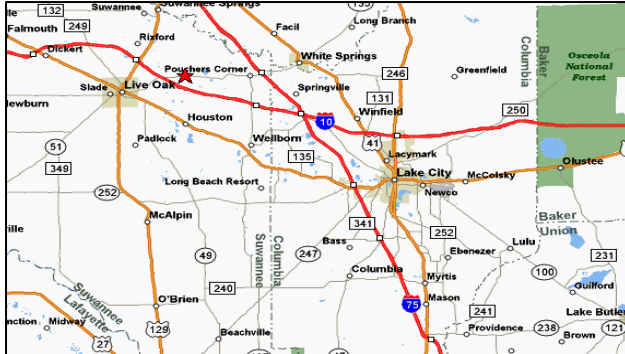 Suwannee
Suwannee Springs
132
135
Long Branch
249
Falmouth
Rixford
Facil
Dickert
White Springs
Baker
Columbia
Osceola
National
Forest
Pouchers Corner
246
Greenfield
Slade
Live Oak
Springville
131
Newburn
Houston
10
Winfield
250
41
51
Padlock
Wellborn
Lacymark
349
135
Olustee
Long Beach Resort
Lake City
McColsky
252
Newco
McAlpin
341
Baker
Union
252
Columbia
Suwannee
Bass
Lulu
49
247
Ebenezer
231
Columbia
100
240
Myrtis
Guilford
Suwannee
Lafayette
O'Brien
75
Mason
241
Lake Butler
Midway
129
Providence
238
121
27
Beachville
Brown